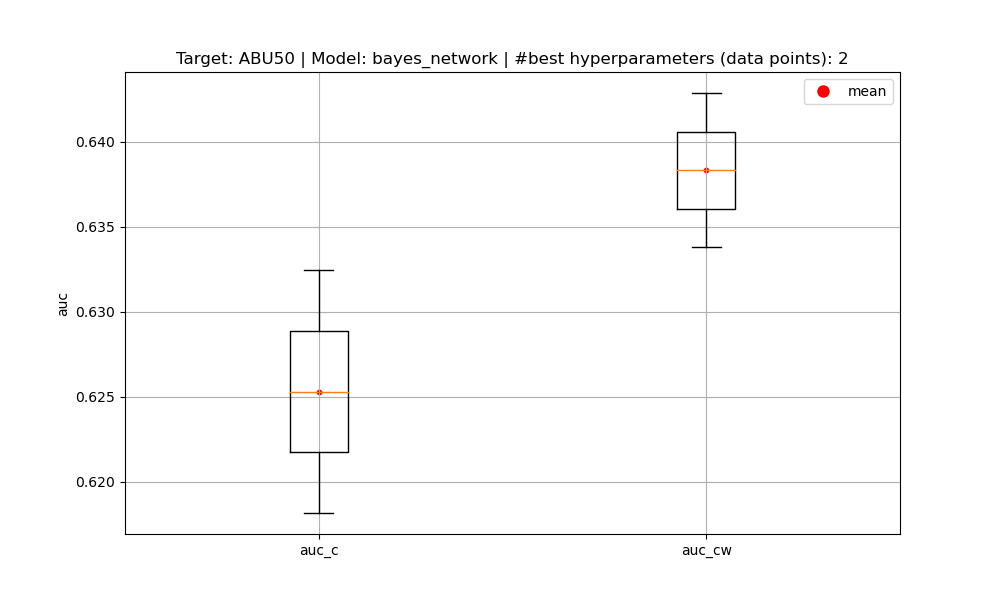 Target: ABU50 | Model: bayes_network | #best hyperparameters (data points): 2
mean
0.640
0.635
0.630
0.625
0.620
auc
auc_c
auc_cw